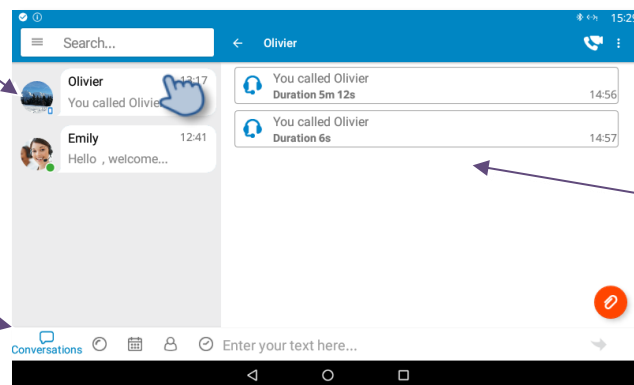 15:29
Search...
Olivier
Olivier 13:17
You called Olivie
Emily 12:41
Hello , welcome...
You called Olivier
Duration 5m 12s 14:56
You called Olivier
Duration 6s 14:57
Conversations
Enter your text here...